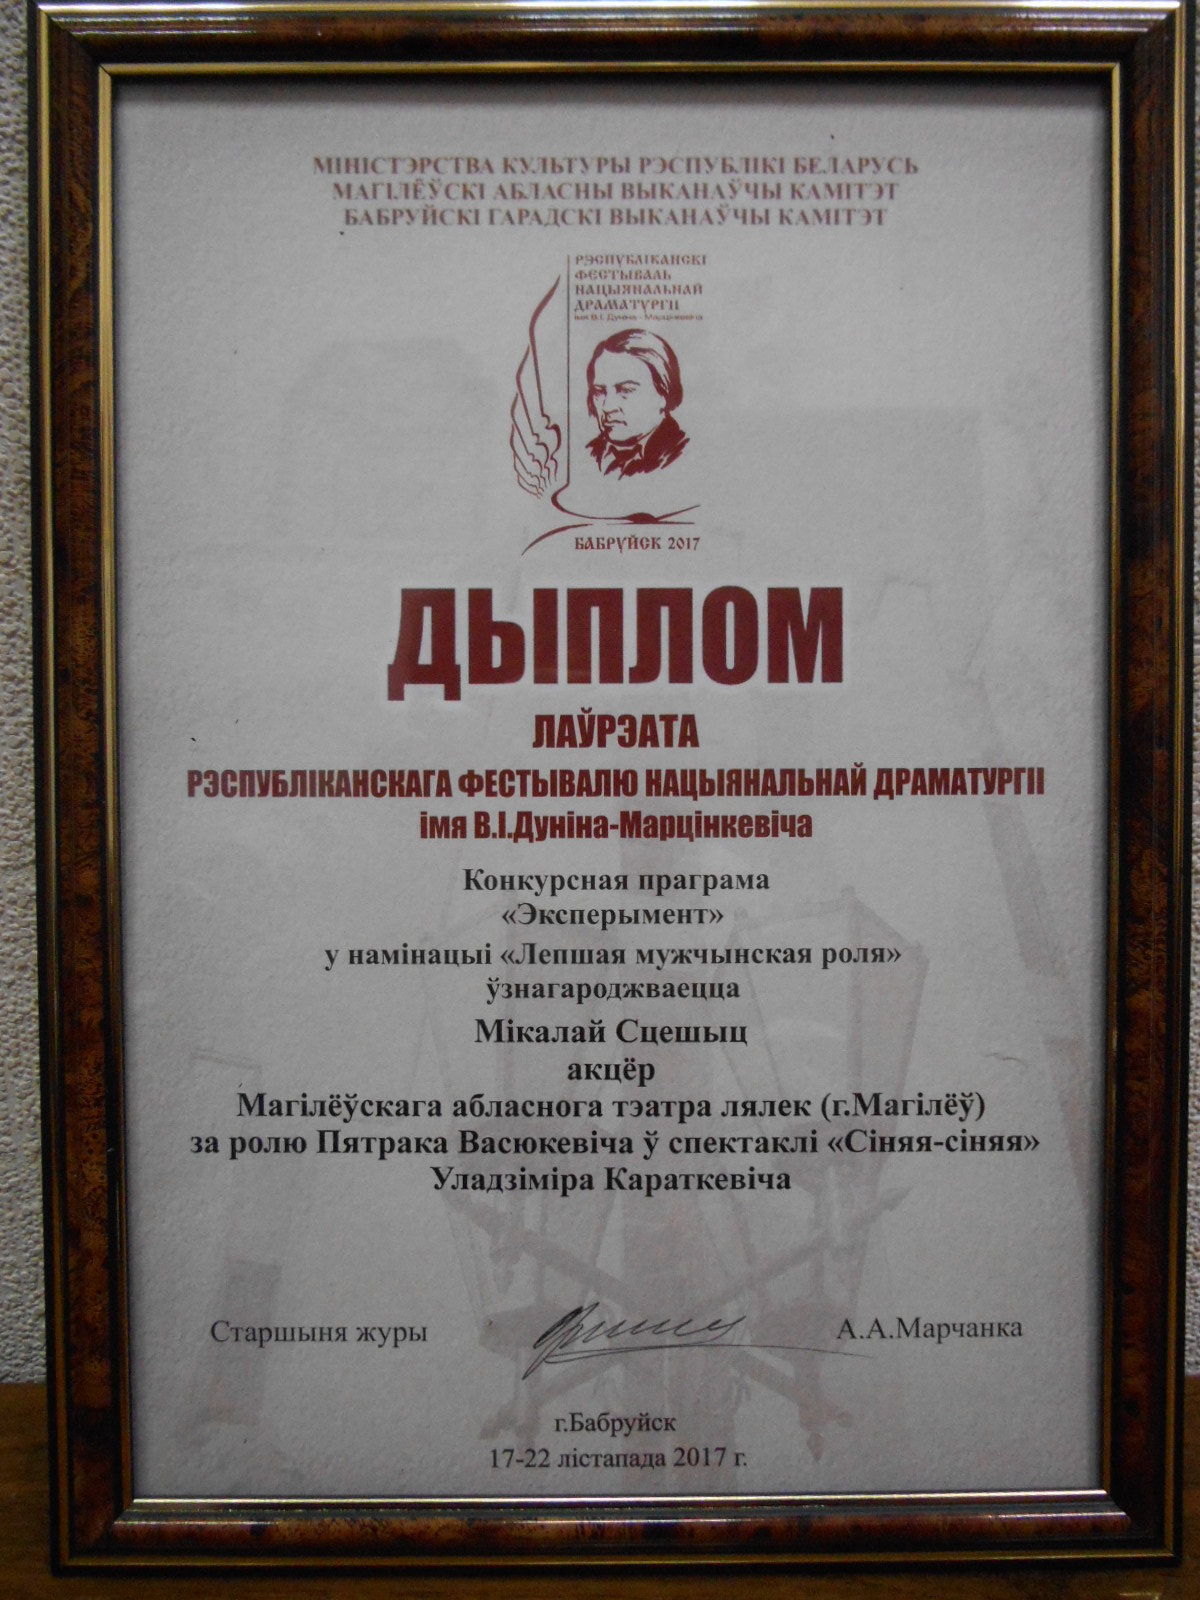 МІНІСТЭРСТВА КУЛЬТУРЫ РЭСПУБЛІКІ БЕЛАРУСЬ
МАГІЛЁЎСКІ АБЛАСНЫ ВЫКАНАЎЧЫ КАМІТЭТ
БАБРУЙСКІ ГАРАДСКІ ВЫКАНАЎЧЫ КАМІТЭТ
РЭСПУБЛІКАНСКІ
ФЕСТЫВАЛЬ
НАЦЫЯНАЛЬНАЙ
ДРАМАТУРГІІ
імя В.І. Дуніна - Марцінкевіча
БАБРУЙСК 2017
ДЫПЛОМ
ЛАЎРЭАТА
РЭСПУБЛІКАНСКАГА ФЕСТЫВАЛЮ НАЦЫЯНАЛЬНАЙ ДРАМАТУРГІІ
імя В.І.Дуніна-Марцінкевіча
Конкурсная праграма
«Эксперымент»
у намінацыі «Лепшая мужчынская роля»
ўзнагароджваецца
Мікалай Сцешыц
акцёр
Магілёўскага абласнога тэатра лялек (г.Магілёў)
за ролю Пятрака Васюкевіча ў спектаклі «Сіняя-сіняя»
Уладзіміра Караткевіча
Старшыня журы
А.А.Марчанка
г.Бабруйск
17-22 лістапада 2017 г.